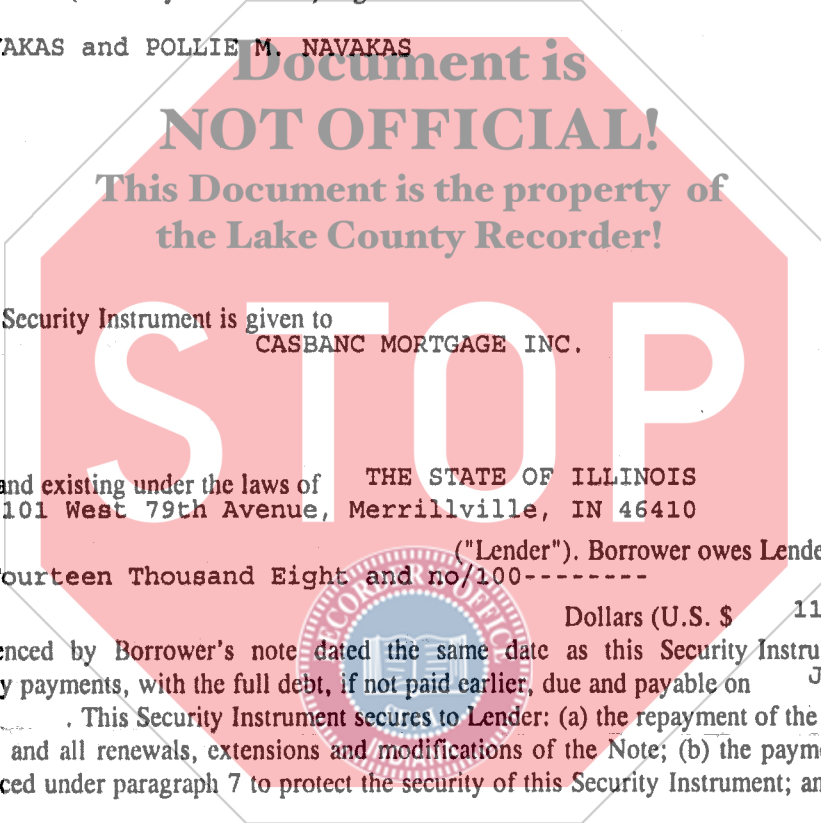 AKAS and POLLIE M. NAVAKAS
Document is
NOT OFFICIAL!
This Document is the property of
the Lake County Recorder!
Security Instrument is given to
CASBANC MORTGAGE INC.
STOP
and existing under the laws of THE STATE OF ILLINOIS
101 West 79th Avenue, Merrillville, IN 46410
("Lender"). Borrower owes Lende
ourteen Thousand Eight and no/100--------
Dollars (U.S. $ 11
enced by Borrower's note dated the same date as this Security Instru
y payments, with the full debt, if not paid earlier, due and payable on J
. This Security Instrument secures to Lender: (a) the repayment of the
and all renewals, extensions and modifications of the Note; (b) the payme
ced under paragraph 7 to protect the security of this Security Instrument; an